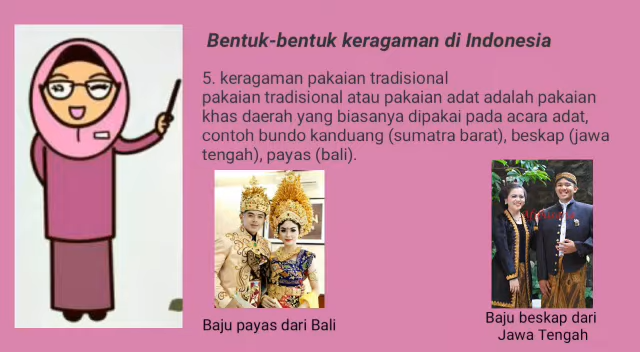 Bentuk-bentuk keragaman di Indonesia
5. keragaman pakaian tradisional
pakaian tradisional atau pakaian adat adalah pakaian
khas daerah yang biasanya dipakai pada acara adat,
contoh bundo kanduang (sumatra barat), beskap (jawa
tengah), payas (bali).
Baju payas dari Bali
Baju beskap dari
Jawa Tengah